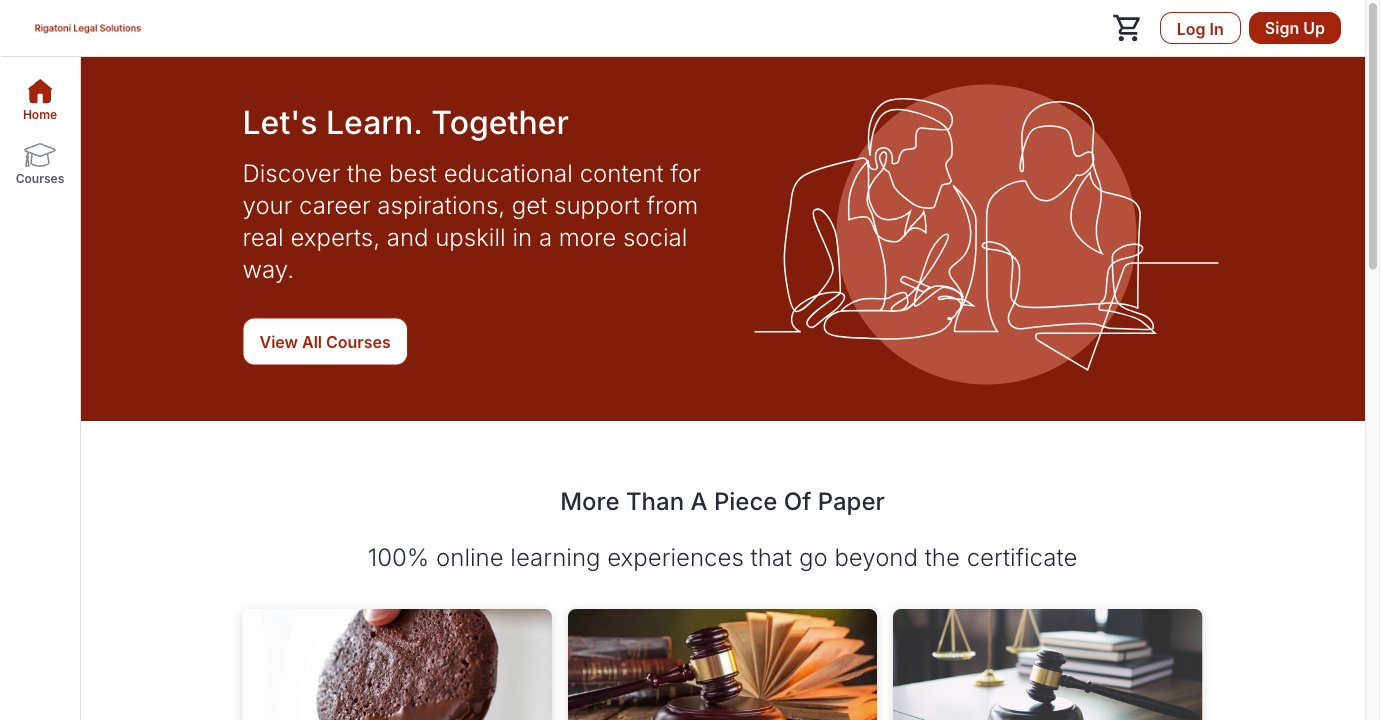 Rigatoni Legal Solutions
Log In
Sign Up
Home
Courses
Let's Learn. Together
Discover the best educational content for
your career aspirations, get support from
real experts, and upskill in a more social
way.
View All Courses
More Than A Piece Of Paper
100% online learning experiences that go beyond the certificate